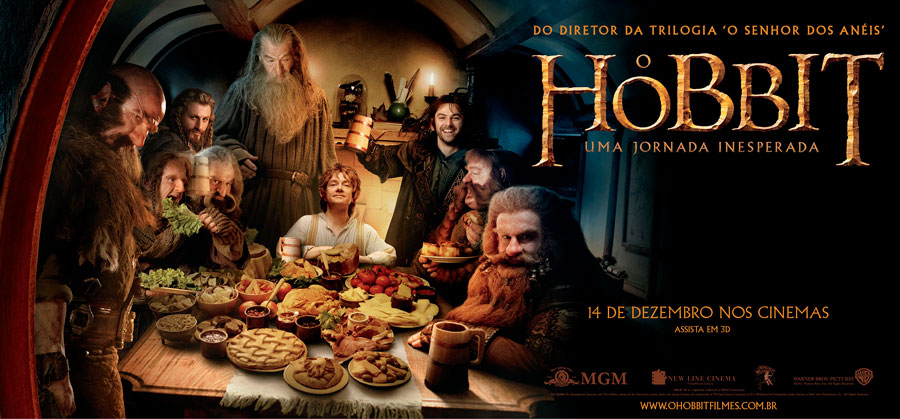 DO DIRETOR DA TRILOGIA 'O SENHOR DOS ANÉIS'
O HOBBIT
UMA JORNADA INESPERADA
14 DE DEZEMBRO NOS CINEMAS
ASSISTA EM 3D
MGM
NEW LINE CINEMA
WARNER BROS. PICTURES
WWW.OHOBBITFILMES.COM.BR